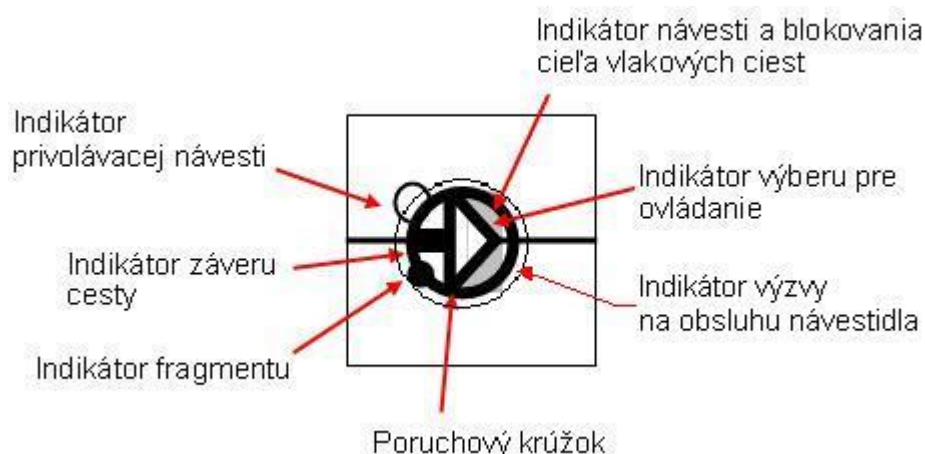 Indikátor návesti a blokovania
cieľa vlakových ciest
Indikátor
privolávacej návesti
Indikátor výberu pre
ovládanie
Indikátor záveru
cesty
Indikátor výzvy
na obsluhu návestidla
Indikátor fragmentu
Poruchový krúžok